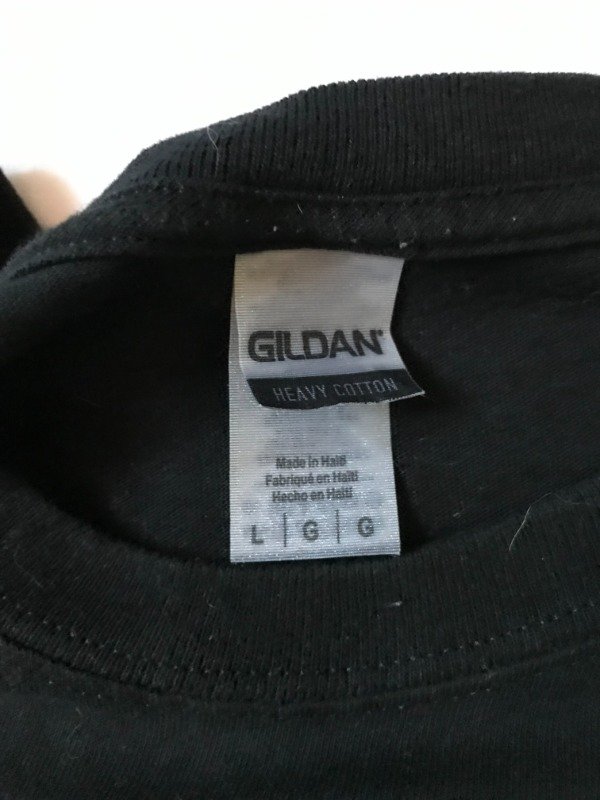 GILDAN®
HEAVY COTTON
Made in Haiti
Fabriqué en Haïti
Hecho en Haití
L | G | G